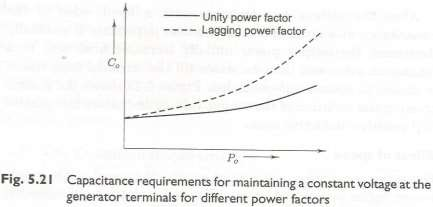 Unity power factor
Lagging power factor
C₀
P₀
Fig. 5.21 Capacitance requirements for maintaining a constant voltage at the
generator terminals for different power factors